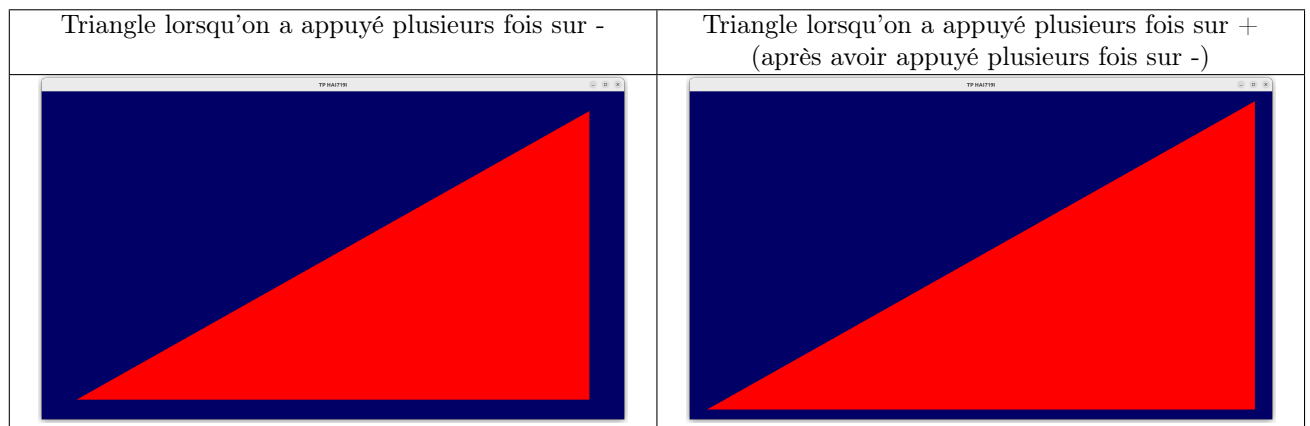 Triangle lorsqu'on a appuyé plusieurs fois sur -
Triangle lorsqu'on a appuyé plusieurs fois sur +
(après avoir appuyé plusieurs fois sur -)
TP HAI719I
TP HAI719I